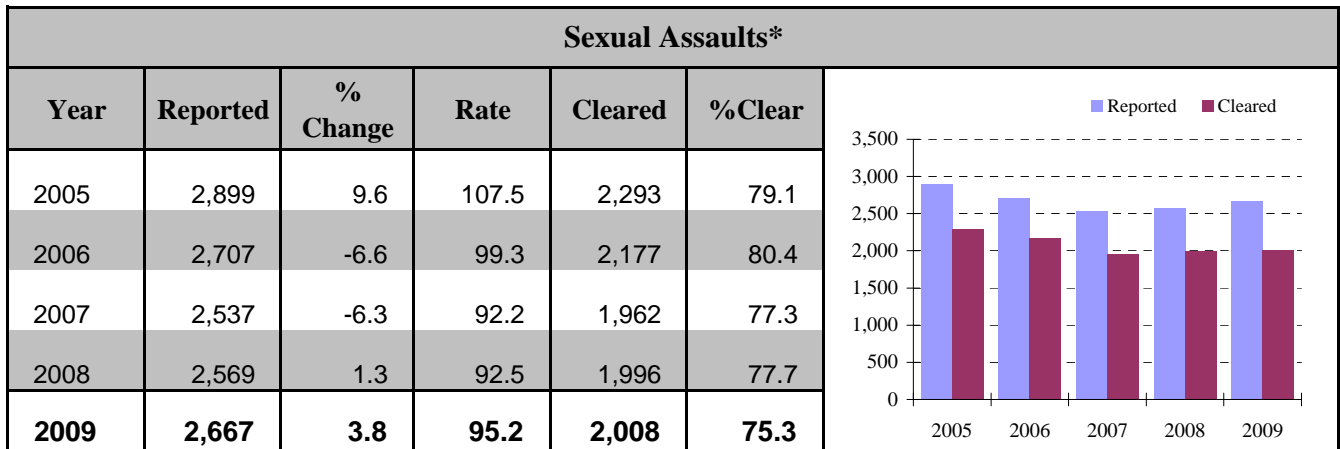 Sexual Assaults*
Year Reported % Change Rate Cleared %Clear
2005 2,899 9.6 107.5 2,293 79.1
2006 2,707 -6.6 99.3 2,177 80.4
2007 2,537 -6.3 92.2 1,962 77.3
2008 2,569 1.3 92.5 1,996 77.7
2009 2,667 3.8 95.2 2,008 75.3
Reported Cleared
3,500
3,000
2,500
2,000
1,500
1,000
500
0
2005 2006 2007 2008 2009